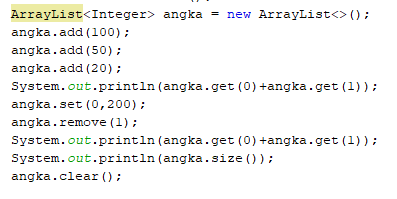 ArrayList<Integer> angka = new ArrayList<>();
angka.add(100);
angka.add(50);
angka.add(20);
System.out.println(angka.get(0)+angka.get(1));
angka.set(0,200);
angka.remove(1);
System.out.println(angka.get(0)+angka.get(1));
System.out.println(angka.size());
angka.clear();